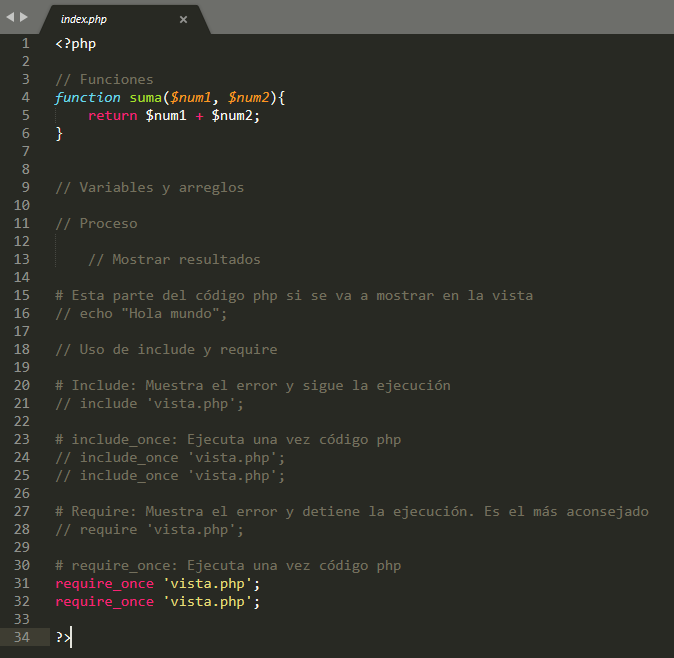 index.php ×
1 <?php
2
3 // Funciones
4 function suma($num1, $num2){
5 return $num1 + $num2;
6 }
7
8
9 // Variables y arreglos
10
11 // Proceso
12
13 // Mostrar resultados
14
15 # Esta parte del código php si se va a mostrar en la vista
16 // echo "Hola mundo";
17
18 // Uso de include y require
19
20 # Include: Muestra el error y sigue la ejecución
21 // include 'vista.php';
22
23 # include_once: Ejecuta una vez código php
24 // include_once 'vista.php';
25 // include_once 'vista.php';
26
27 # Require: Muestra el error y detiene la ejecución. Es el más aconsejado
28 // require 'vista.php';
29
30 # require_once: Ejecuta una vez código php
31 require_once 'vista.php';
32 require_once 'vista.php';
33
34 ?>